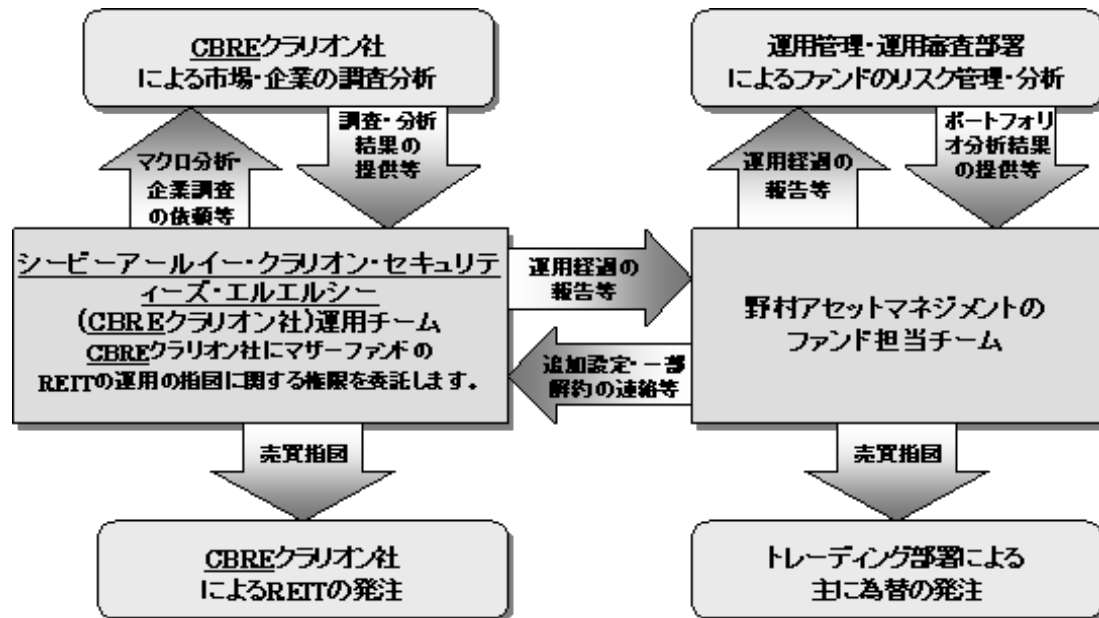 CBREクラリオン社
による市場・企業の調査分析
運用管理・運用審査部署
によるファンドのリスク管理・分析
マクロ分析・
企業調査
の依頼等
調査・分析
結果の
提供等
運用経過の
報告等
ポートフォリ
オ分析結果
の提供等
シービーアールイー・クラリオン・セキュリテ
ィーズ・エルエルシー
(CBREクラリオン社)運用チーム
CBREクラリオン社にマザーファンドの
REITの運用の指図に関する権限を委託します。
運用経過の
報告等
追加設定・一部
解約の連絡等
野村アセットマネジメントの
ファンド担当チーム
売買指図
売買指図
CBREクラリオン社
によるREITの発注
トレーディング部署による
主に為替の発注